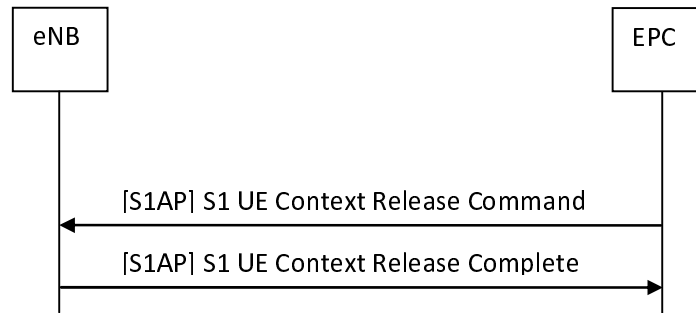 eNB
EPC
[S1AP] S1 UE Context Release Command
[S1AP] S1 UE Context Release Complete